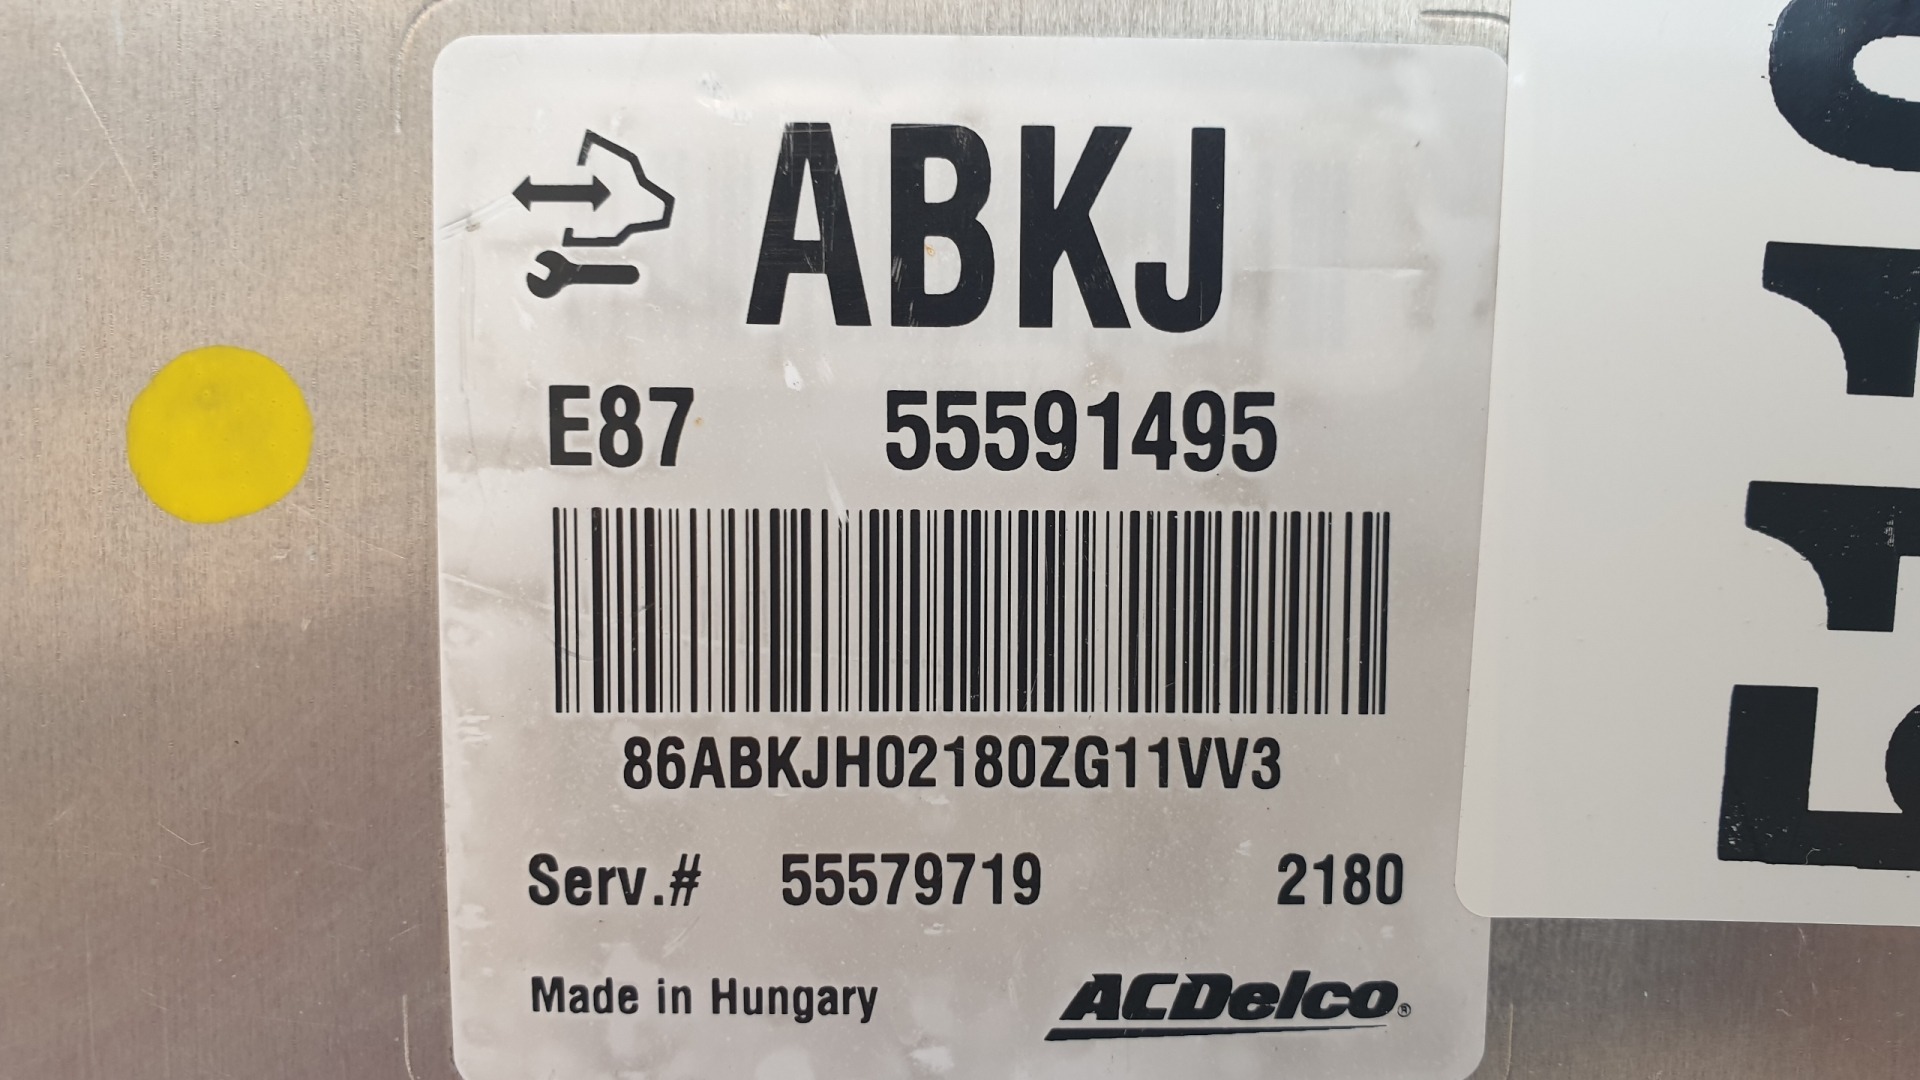 ABKJ
E87 55591495
86ABKJH02180ZG11VV3
Serv.# 55579719 2180
Made in Hungary ACDelco®